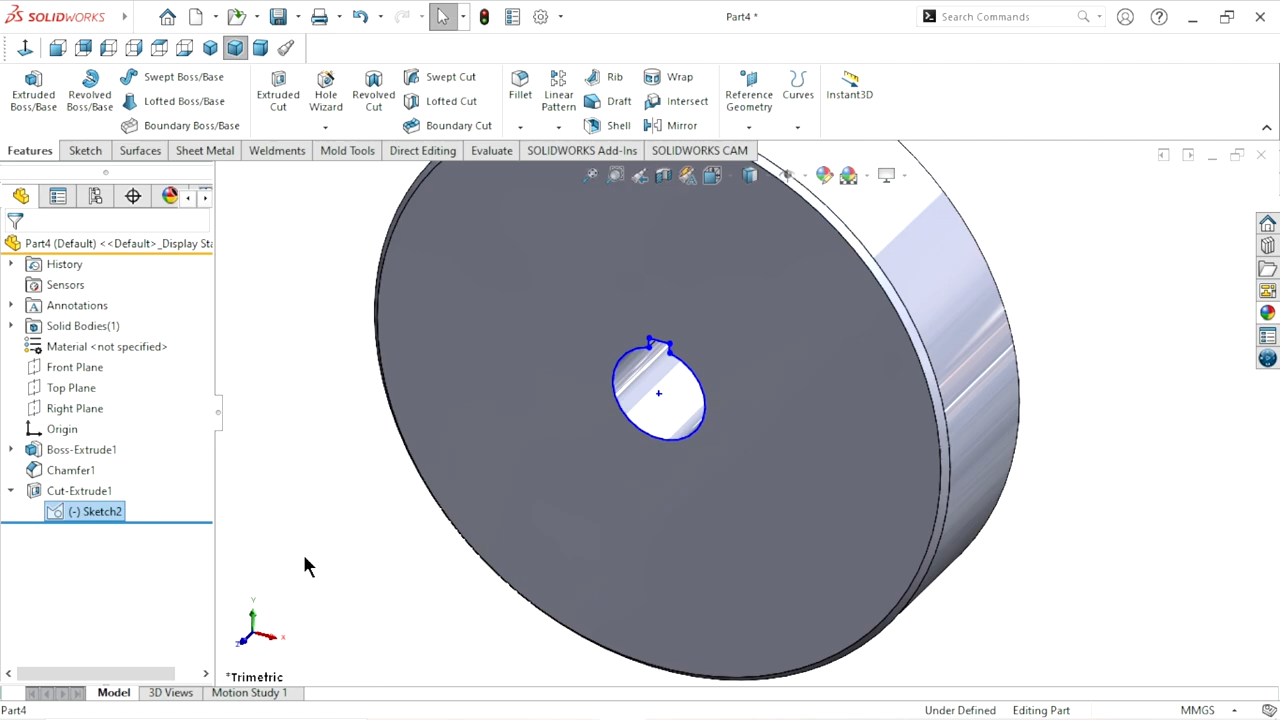 SOLIDWORKS
Part4 *
Search Commands
Extruded Boss/Base
Revolved Boss/Base
Swept Boss/Base
Lofted Boss/Base
Boundary Boss/Base
Extruded Cut
Hole Wizard
Revolved Cut
Swept Cut
Lofted Cut
Boundary Cut
Fillet
Linear Pattern
Rib
Draft
Shell
Wrap
Intersect
Mirror
Reference Geometry
Curves
Instant3D
Features
Sketch
Surfaces
Sheet Metal
Weldments
Mold Tools
Direct Editing
Evaluate
SOLIDWORKS Add-Ins
SOLIDWORKS CAM
Part4 (Default) <<Default>_Display Sta
History
Sensors
Annotations
Solid Bodies(1)
Material <not specified>
Front Plane
Top Plane
Right Plane
Origin
Boss-Extrude1
Chamfer1
Cut-Extrude1
(-) Sketch2
Y
X
Z
*Trimetric
Model
3D Views
Motion Study 1
Part4
Under Defined
Editing Part
MMGS